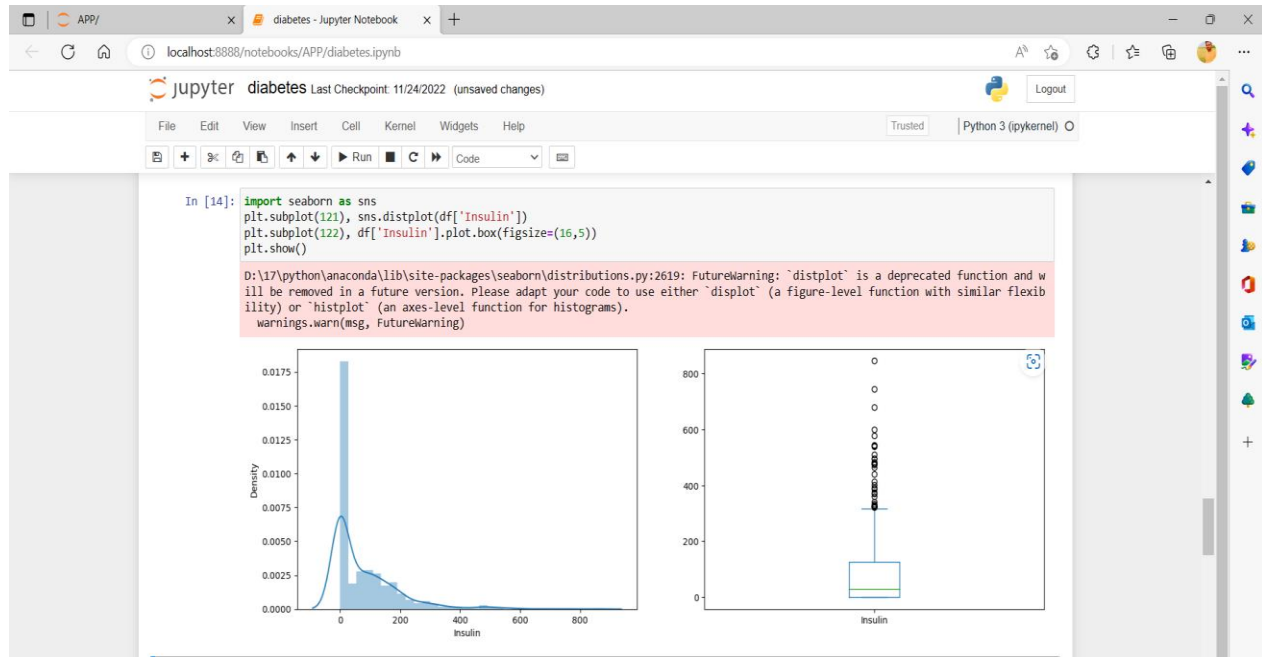 APP/
diabetes - Jupyter Notebook
localhost:8888/notebooks/APP/diabetes.ipynb
jupyter diabetes Last Checkpoint: 11/24/2022 (unsaved changes)
Logout
File Edit View Insert Cell Kernel Widgets Help
Trusted
Python 3 (ipykernel)
Run
Code
In [14]: import seaborn as sns
plt.subplot(121), sns.distplot(df['Insulin'])
plt.subplot(122), df['Insulin'].plot.box(figsize=(16,5))
plt.show()
D:\17\python\anaconda\lib\site-packages\seaborn\distributions.py:2619: FutureWarning: `distplot` is a deprecated function and w
ill be removed in a future version. Please adapt your code to use either `displot` (a figure-level function with similar flexib
ility) or `histplot` (an axes-level function for histograms).
warnings.warn(msg, FutureWarning)
0.0175
0.0150
0.0125
0.0100
0.0075
0.0050
0.0025
0.0000
Density
0 200 400 600 800
Insulin
800
600
400
200
0
Insulin